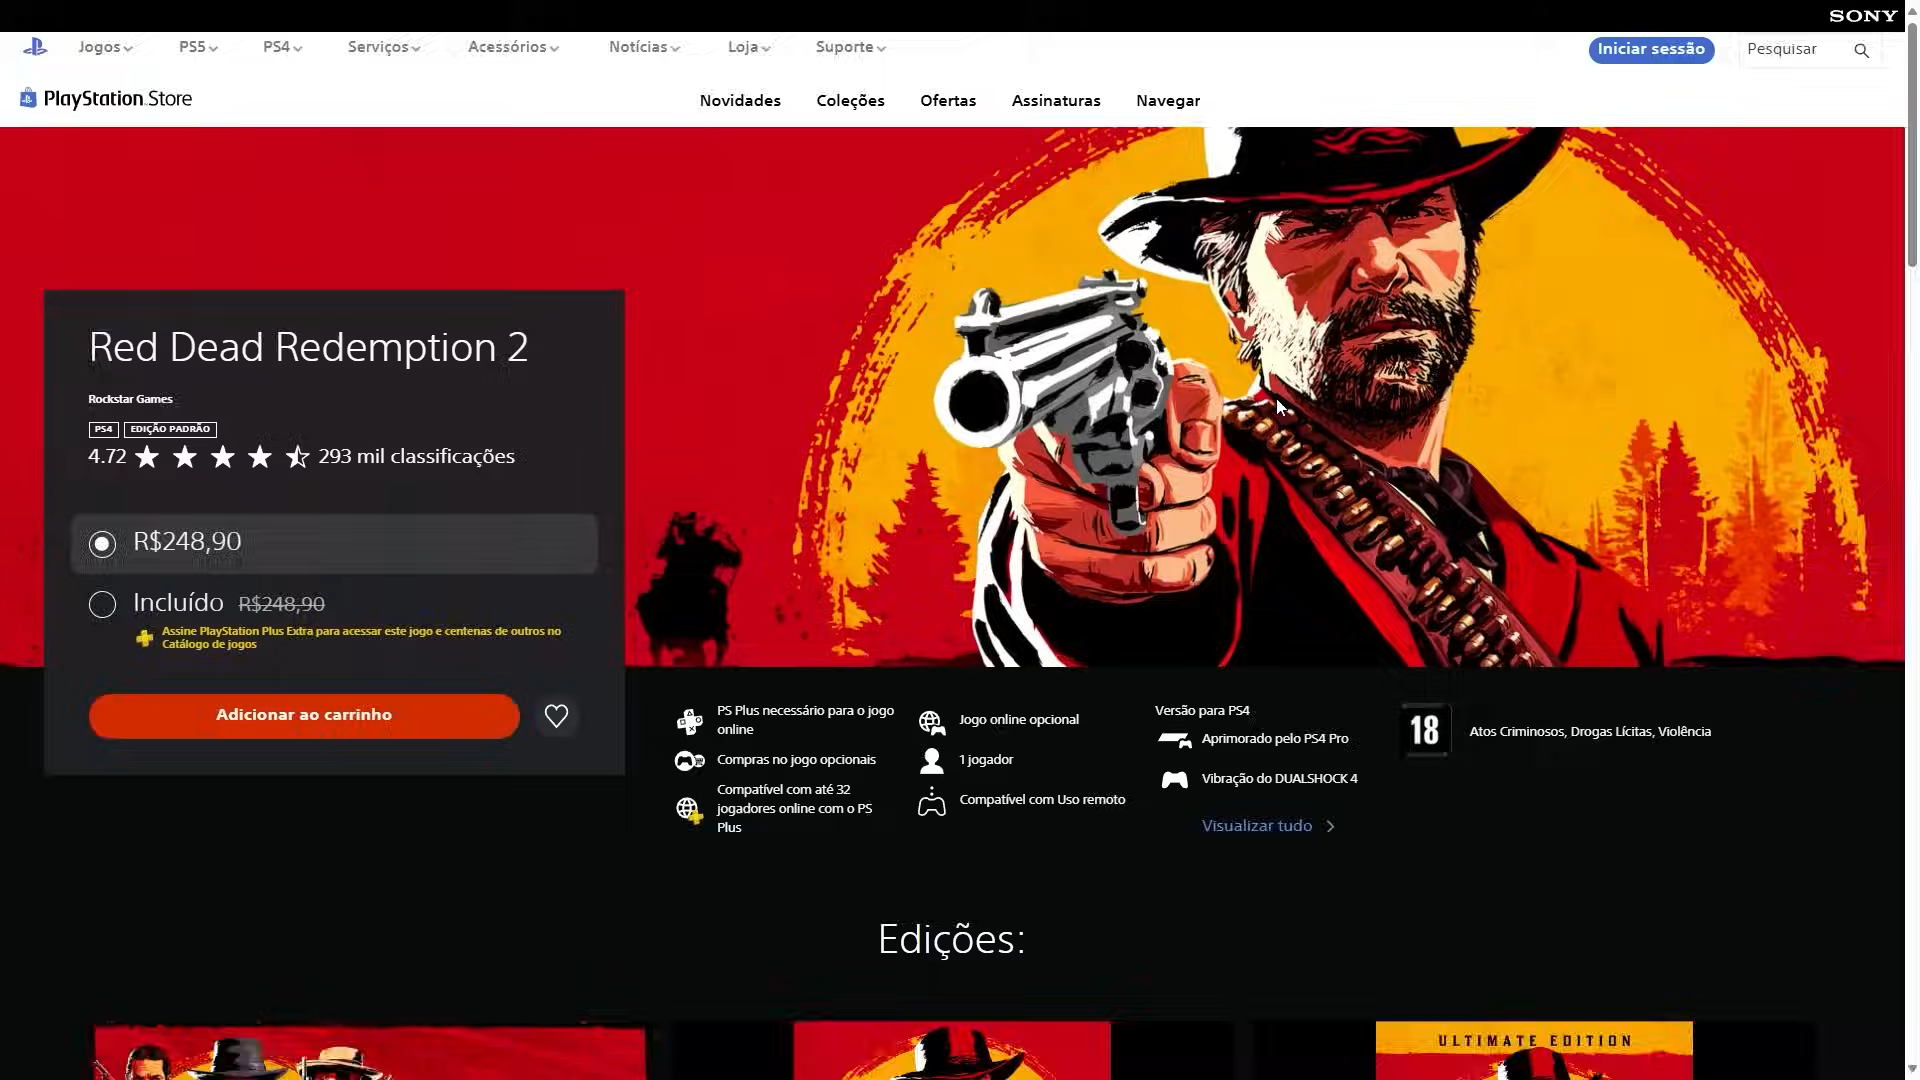 SONY
Jogos
PS5
PS4
Serviços
Acessórios
Notícias
Loja
Suporte
Iniciar sessão
Pesquisar
PlayStation Store
Novidades
Coleções
Ofertas
Assinaturas
Navegar
Red Dead Redemption 2
Rockstar Games
PS4
EDIÇÃO PADRÃO
4.72
293 mil classificações
R$248,90
Incluído R$248,90
Assine PlayStation Plus Extra para acessar este jogo e centenas de outros no
Catálogo de jogos
Adicionar ao carrinho
PS Plus necessário para o jogo
online
Compras no jogo opcionais
Compatível com até 32
jogadores online com o PS
Plus
Jogo online opcional
1 jogador
Compatível com Uso remoto
Versão para PS4
Aprimorado pelo PS4 Pro
Vibração do DUALSHOCK 4
Visualizar tudo
18
Atos Criminosos, Drogas Lícitas, Violência
Edições:
ULTIMATE EDITION